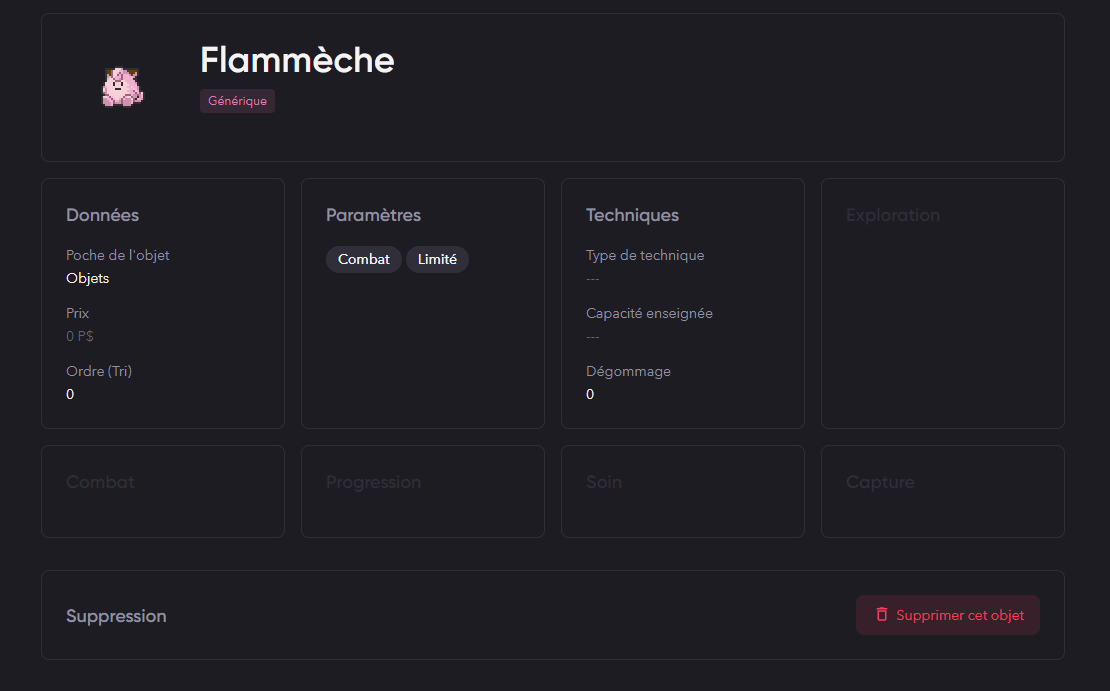 Flammèche
Générique
Données
Poche de l'objet
Objets
Prix
0 P$
Ordre (Tri)
0
Paramètres
Combat Limité
Techniques
Type de technique
---
Capacité enseignée
---
Dégommage
0
Exploration
Combat
Progression
Soin
Capture
Suppression
Supprimer cet objet